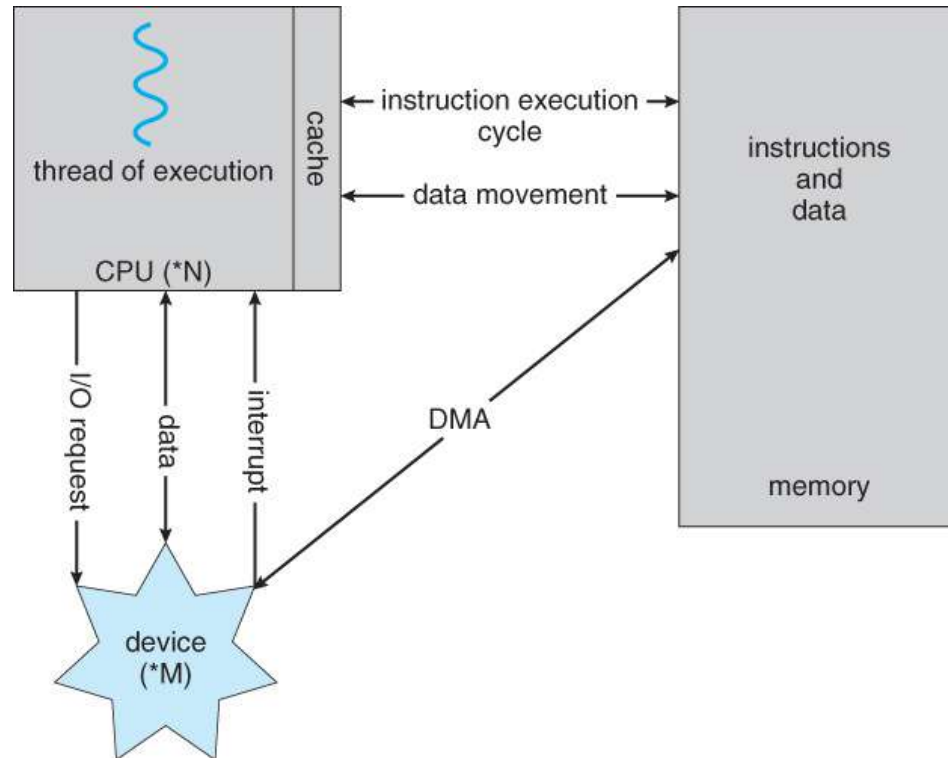 thread of execution
cache
CPU (*N)
instruction execution
cycle
data movement
instructions
and
data
memory
I/O request
data
interrupt
DMA
device
(*M)